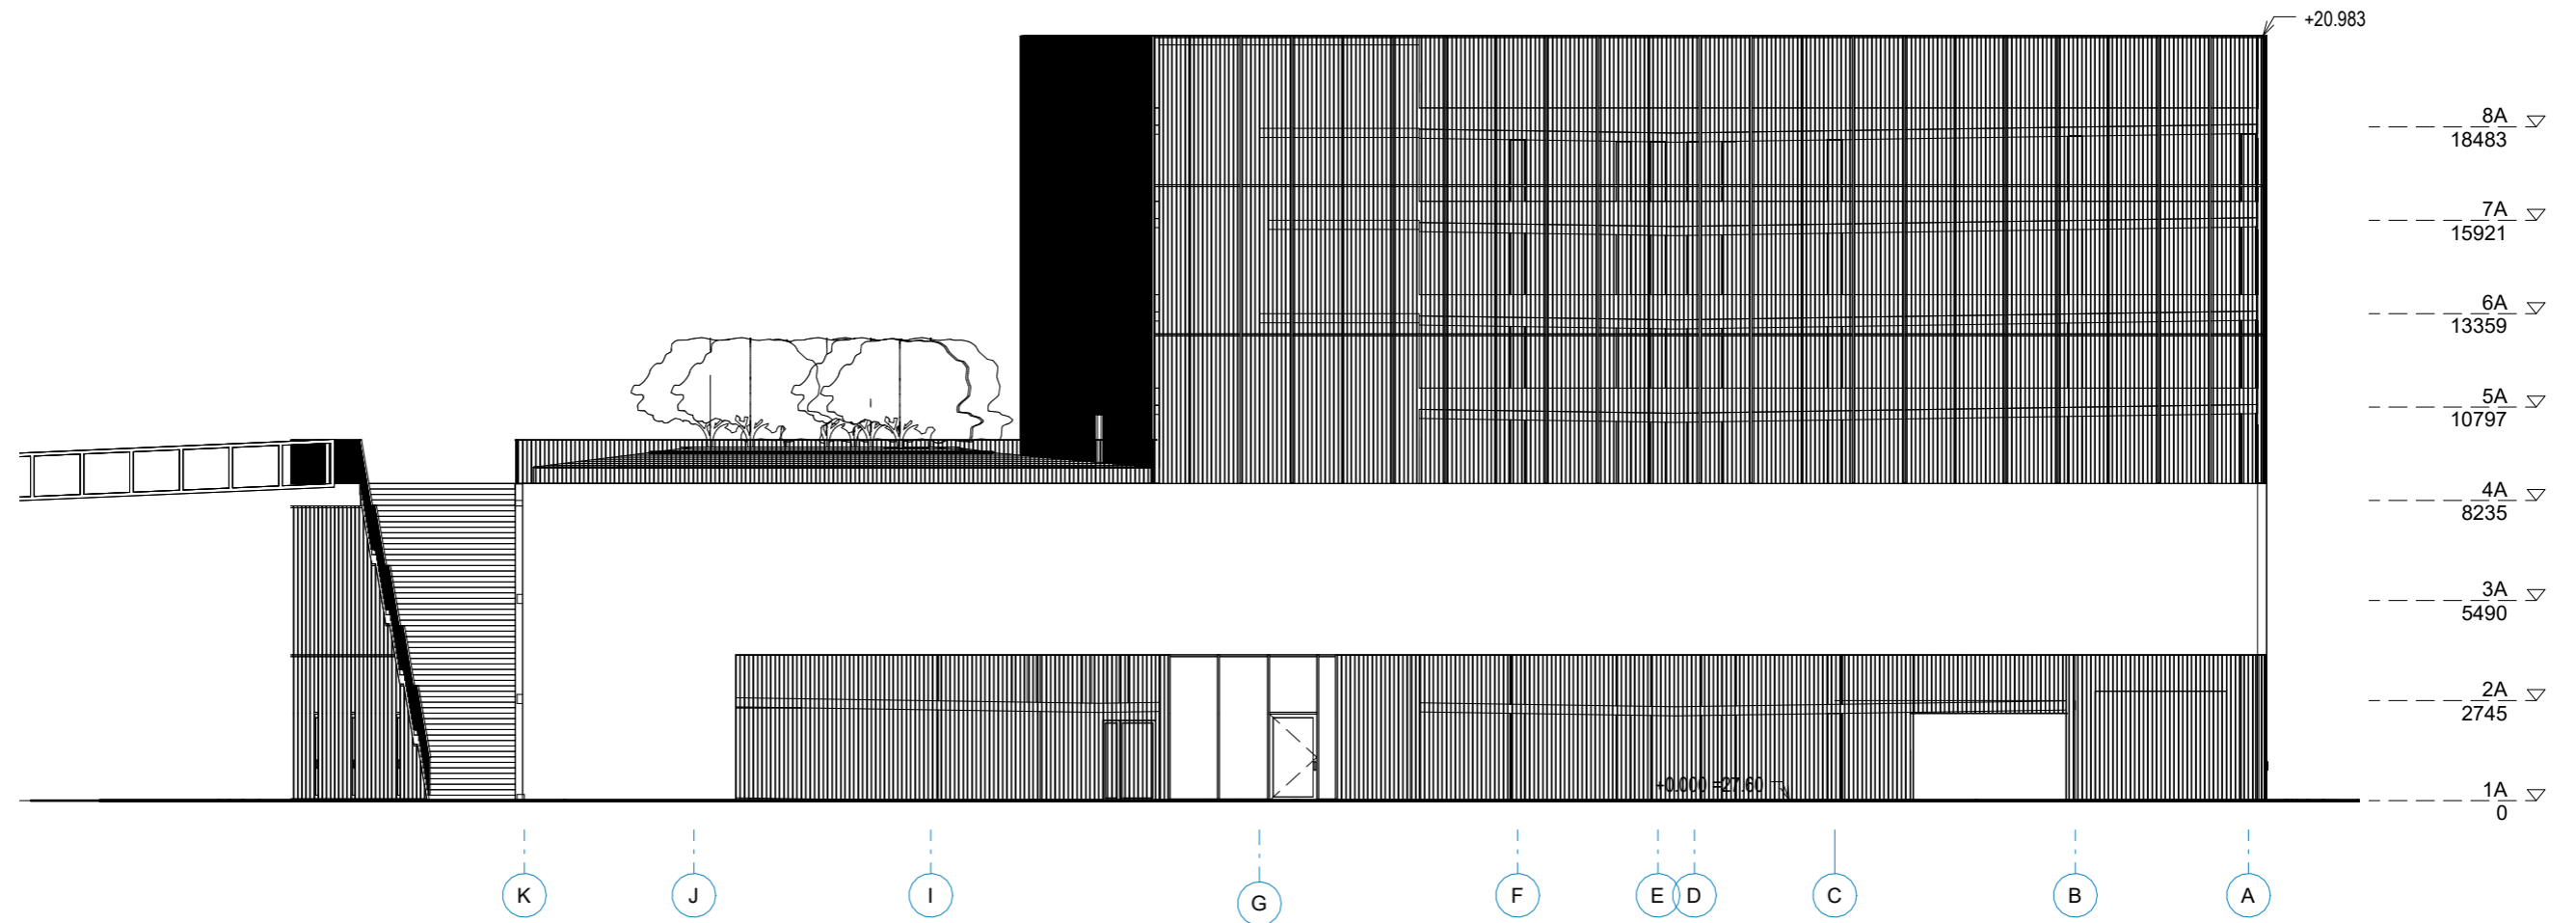 +20.983
8A
18483
7A
15921
6A
13359
5A
10797
4A
8235
3A
5490
2A
2745
+0.000 =27.60
1A
0
K
J
I
G
F
E
D
C
B
A